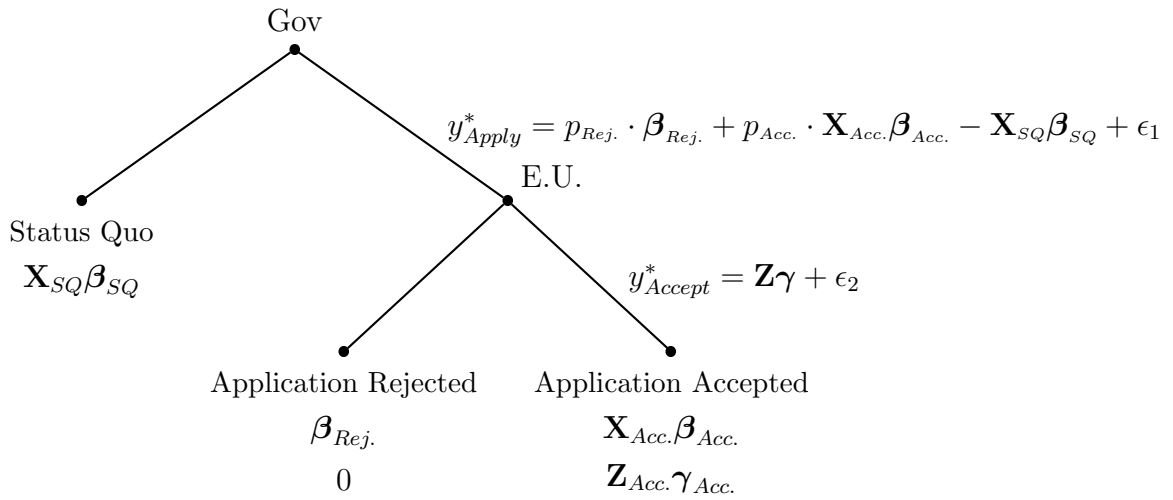 Gov
y*_{Apply} = p_{Rej.} · β_{Rej.} + p_{Acc.} · X_{Acc.}β_{Acc.} − X_{SQ}β_{SQ} + ϵ_1
E.U.
Status Quo
X_{SQ}β_{SQ}
y*_{Accept} = Zγ + ϵ_2
Application Rejected
β_{Rej.}
0
Application Accepted
X_{Acc.}β_{Acc.}
Z_{Acc.}γ_{Acc.}